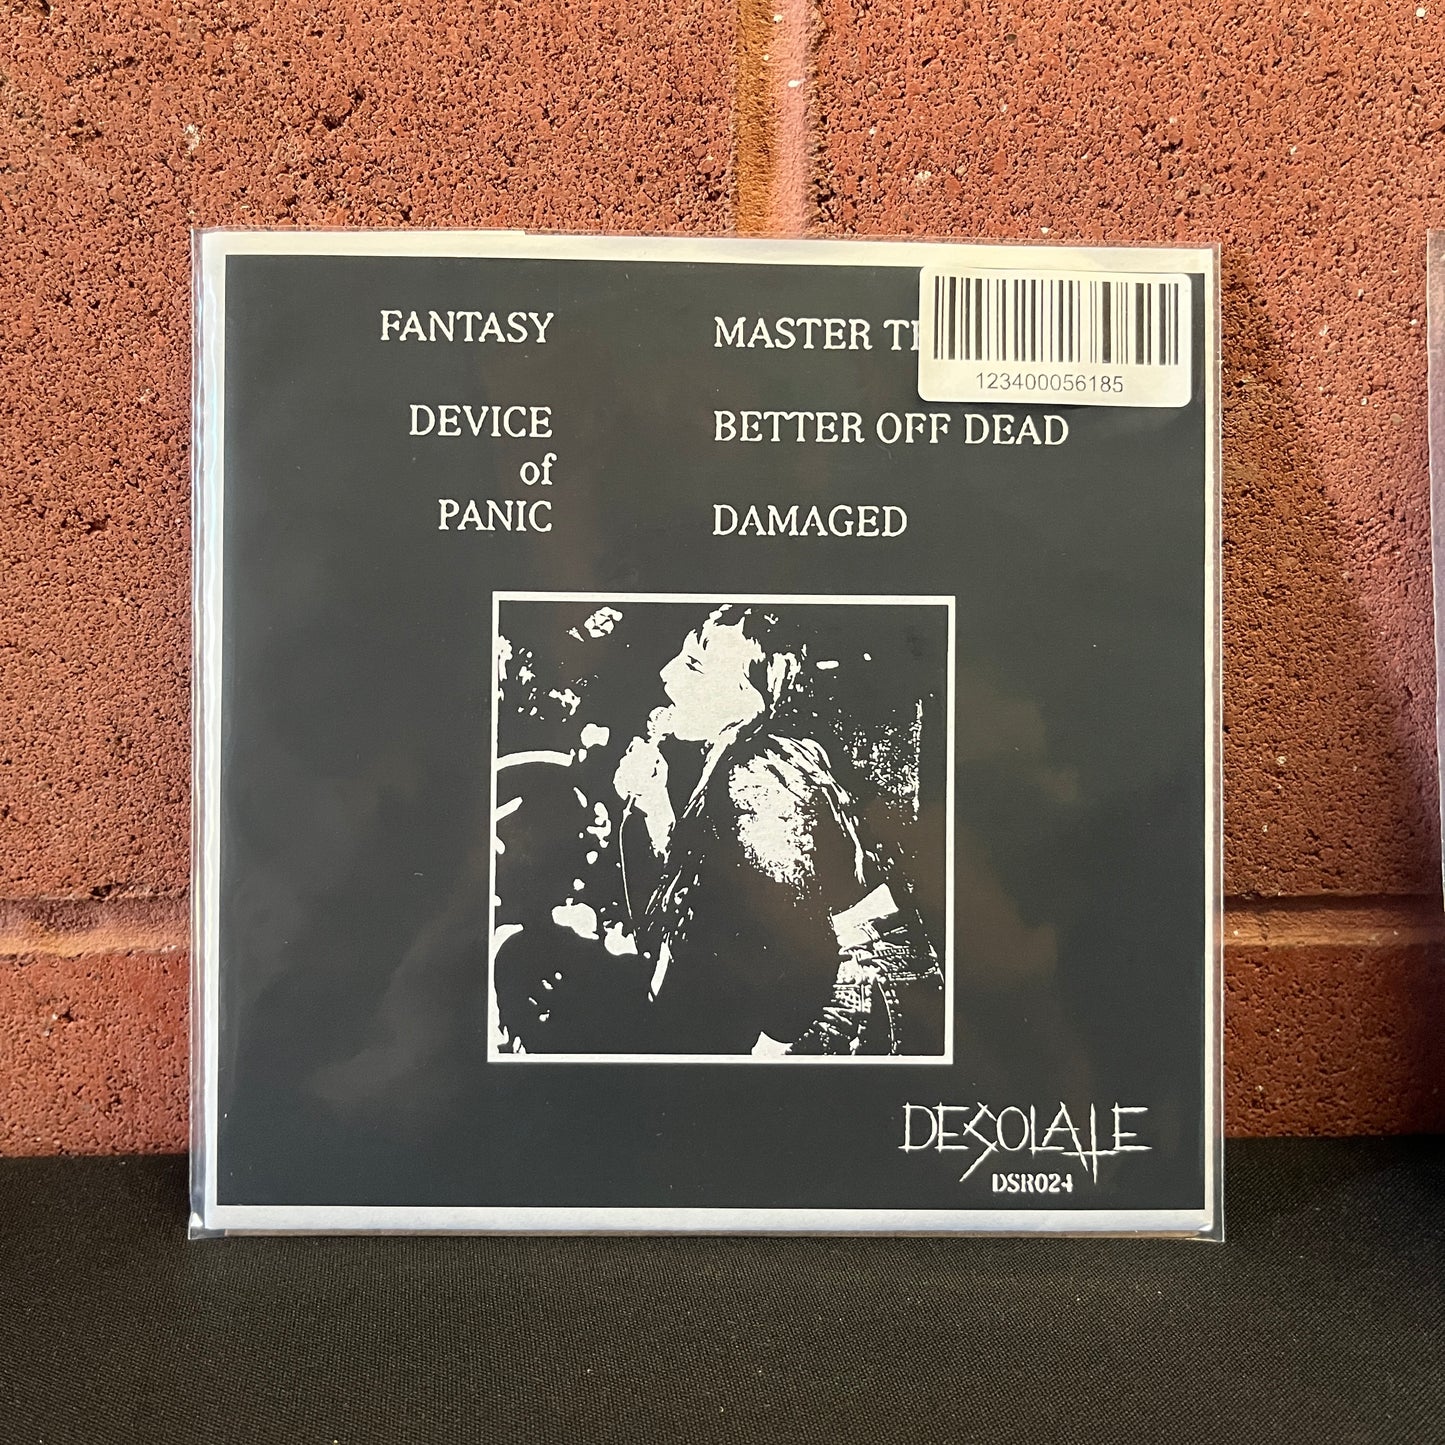 FANTASY
DEVICE
of
PANIC
MASTER
BETTER OFF DEAD
DAMAGED
123400056185
DESOLATE
DSR024